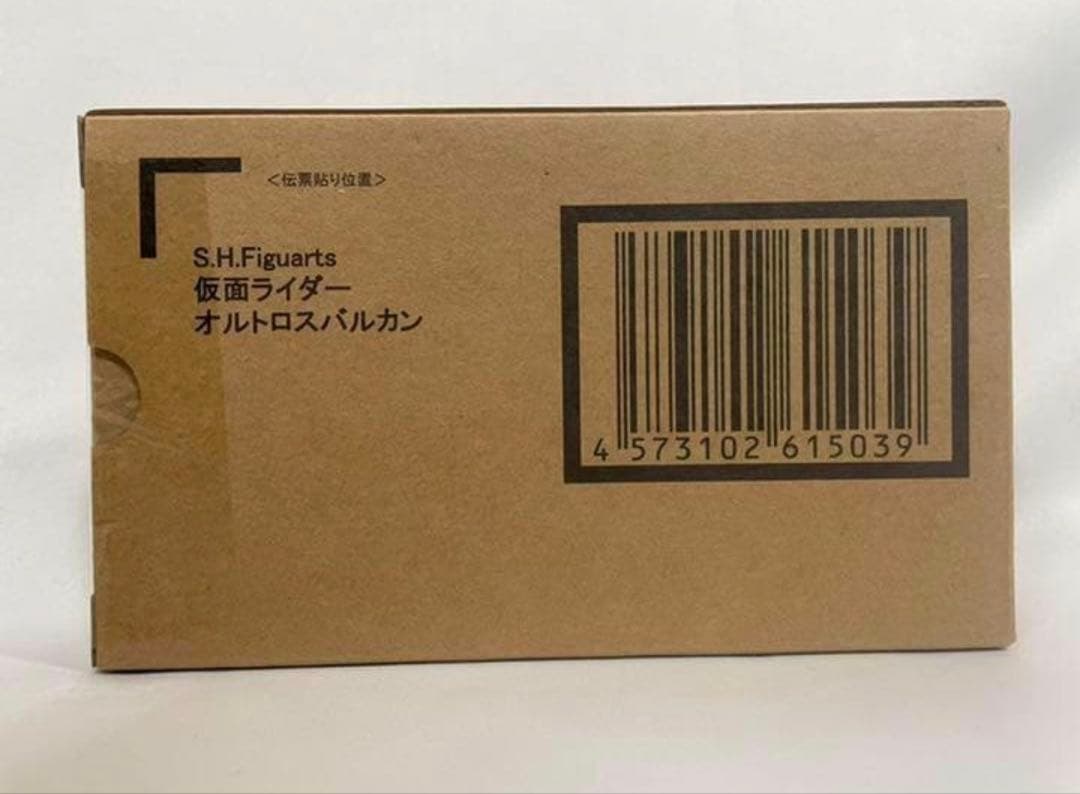 <伝票貼り位置>
S.H.Figuarts
仮面ライダー
オルトロスバルカン
4 573102 615039